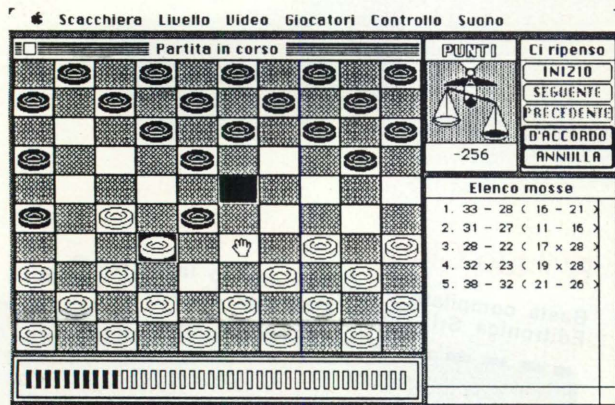 Scacchiera Livello Video Giocatori Controllo Suono
Partita in corso
PUNTI
-256
Ci ripenso
INIZIO
SEGUENTE
PRECEDENTE
D'ACCORDO
ANNULLA
Elenco mosse
1. 33 - 28 ( 16 - 21 )
2. 31 - 27 ( 11 - 16 )
3. 28 - 22 ( 17 x 28 )
4. 32 x 23 ( 19 x 28 )
5. 38 - 32 ( 21 - 26 )